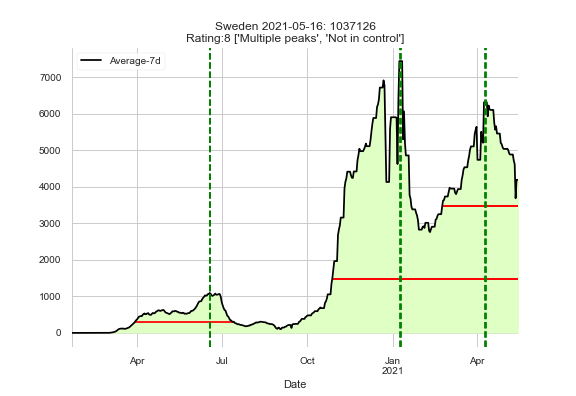 Sweden 2021-05-16: 1037126
Rating:8 ['Multiple peaks', 'Not in control']
Average-7d
7000
6000
5000
4000
3000
2000
1000
0
Apr
Jul
Oct
Jan
2021
Apr
Date